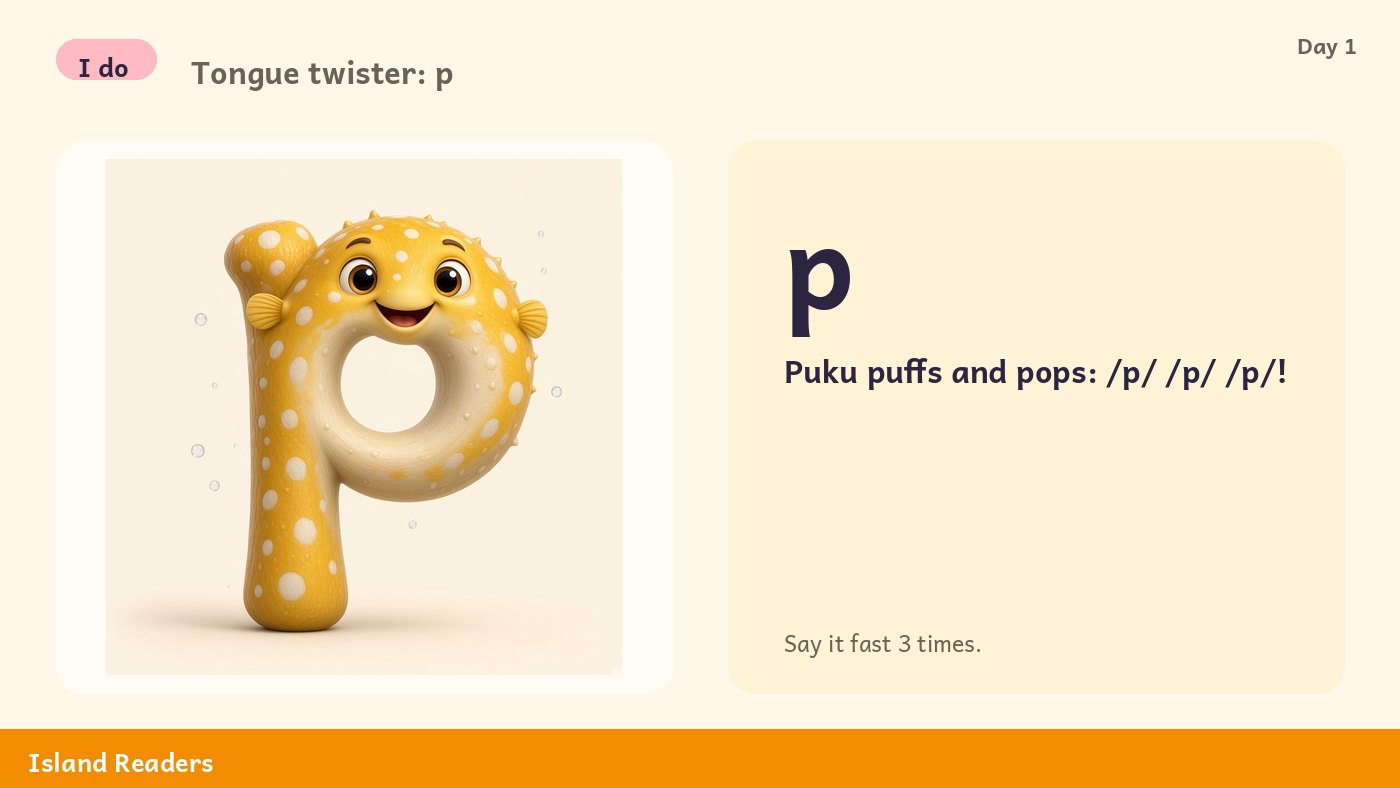 I do
Tongue twister: p
Day 1
p
Puku puffs and pops: /p/ /p/ /p/!
Say it fast 3 times.
Island Readers